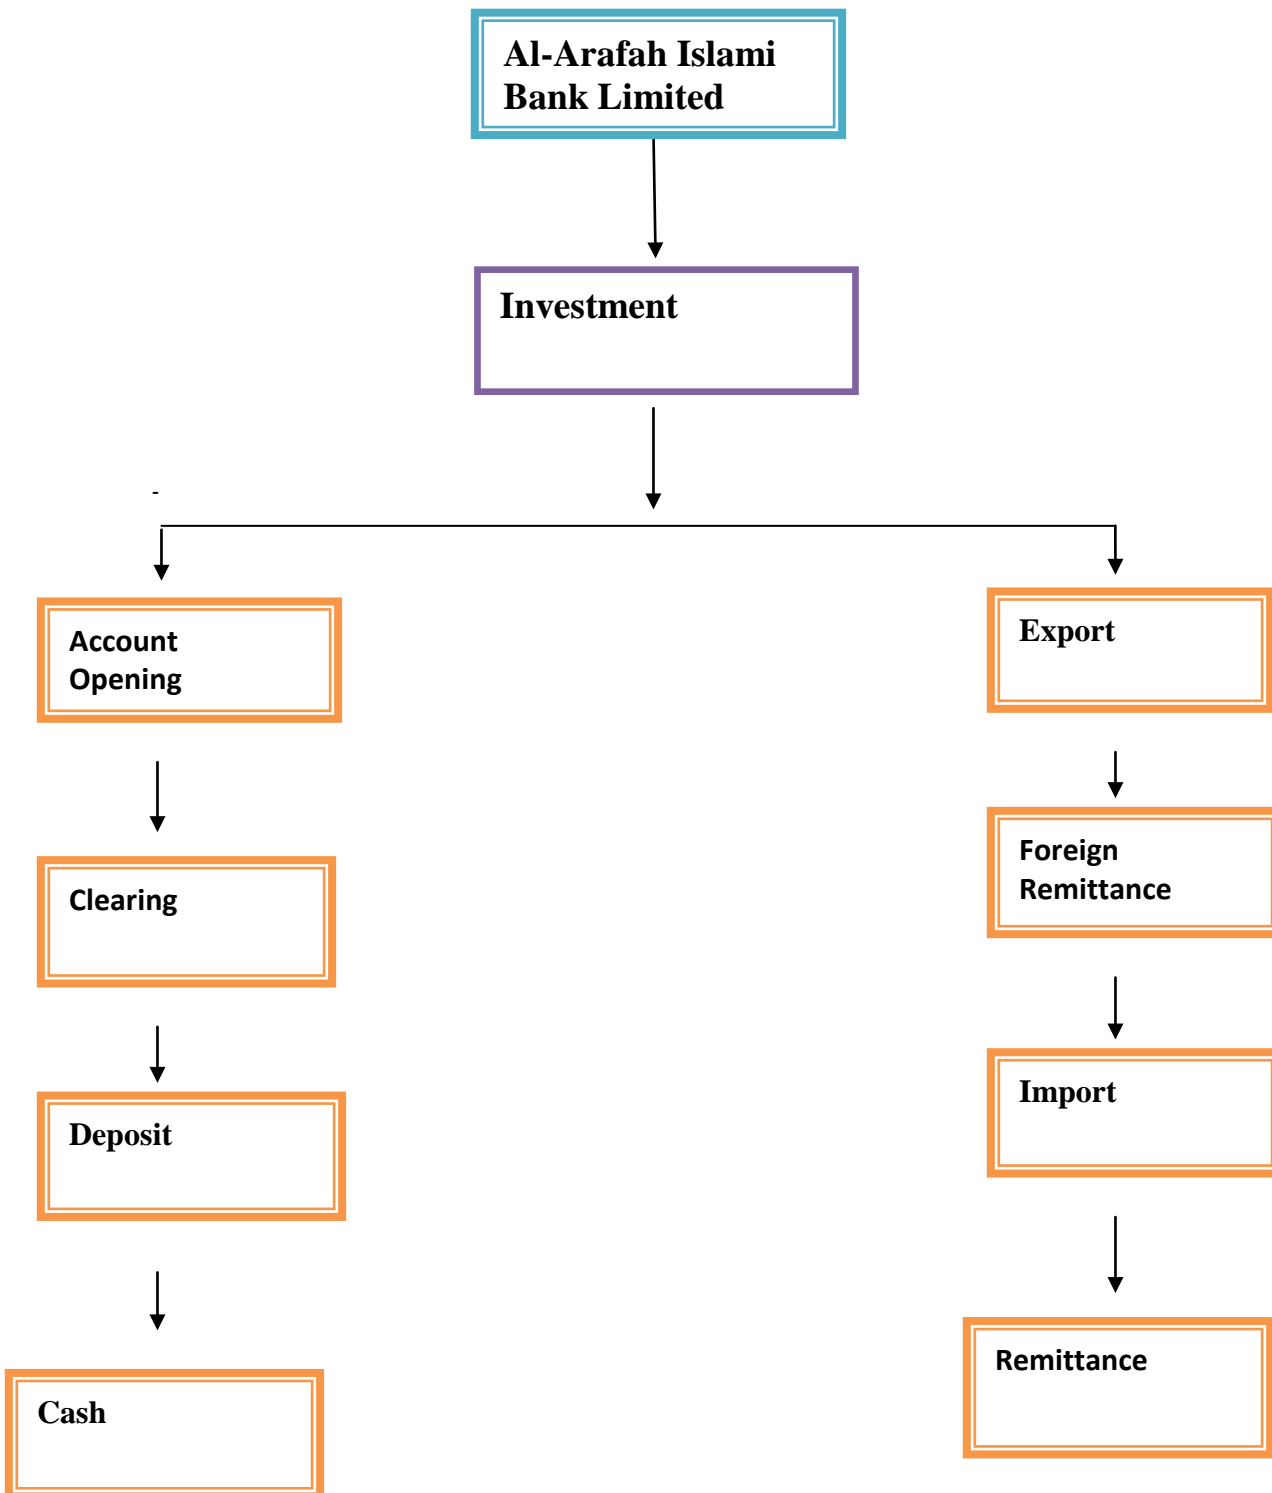 Al-Arafah Islami
Bank Limited
Investment
-
Account
Opening
Clearing
Deposit
Cash
Export
Foreign
Remittance
Import
Remittance